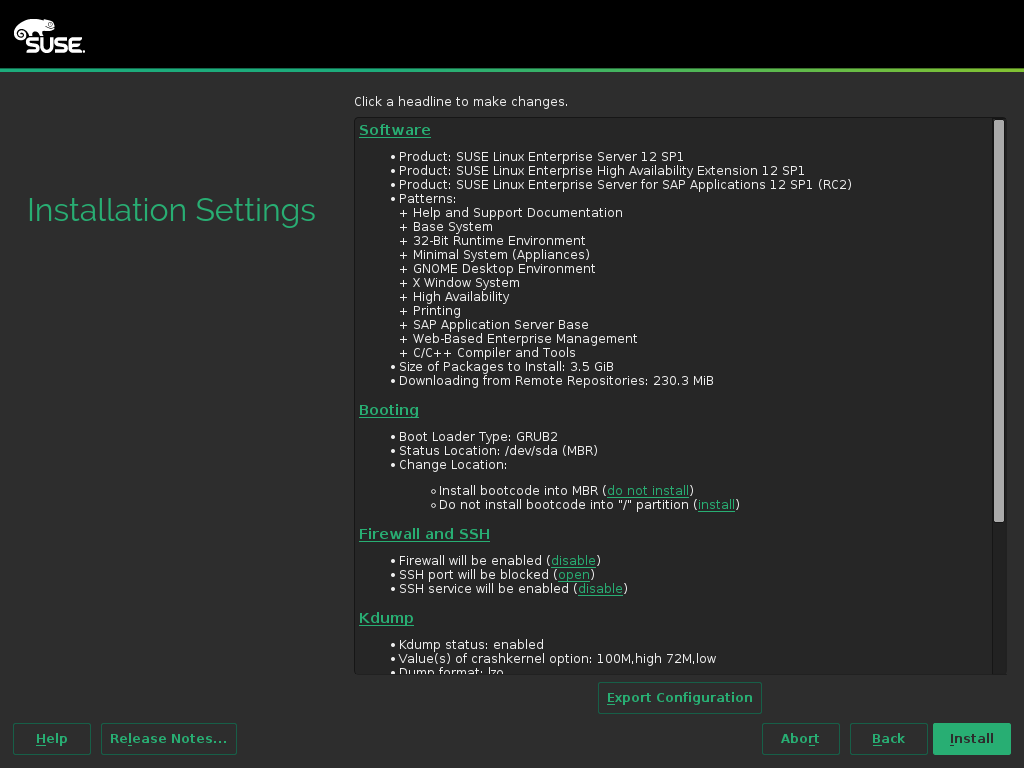 SUSE
Click a headline to make changes.
Installation Settings
Software
• Product: SUSE Linux Enterprise Server 12 SP1
• Product: SUSE Linux Enterprise High Availability Extension 12 SP1
• Product: SUSE Linux Enterprise Server for SAP Applications 12 SP1 (RC2)
• Patterns:
+ Help and Support Documentation
+ Base System
+ 32-Bit Runtime Environment
+ Minimal System (Appliances)
+ GNOME Desktop Environment
+ X Window System
+ High Availability
+ Printing
+ SAP Application Server Base
+ Web-Based Enterprise Management
+ C/C++ Compiler and Tools
• Size of Packages to Install: 3.5 GiB
• Downloading from Remote Repositories: 230.3 MiB
Booting
• Boot Loader Type: GRUB2
• Status Location: /dev/sda (MBR)
• Change Location:
◦ Install bootcode into MBR (do not install)
◦ Do not install bootcode into "/" partition (install)
Firewall and SSH
• Firewall will be enabled (disable)
• SSH port will be blocked (open)
• SSH service will be enabled (disable)
Kdump
• Kdump status: enabled
• Value(s) of crashkernel option: 100M,high 72M,low
• Dump format: lzo
Export Configuration
Help
Release Notes...
Abort
Back
Install